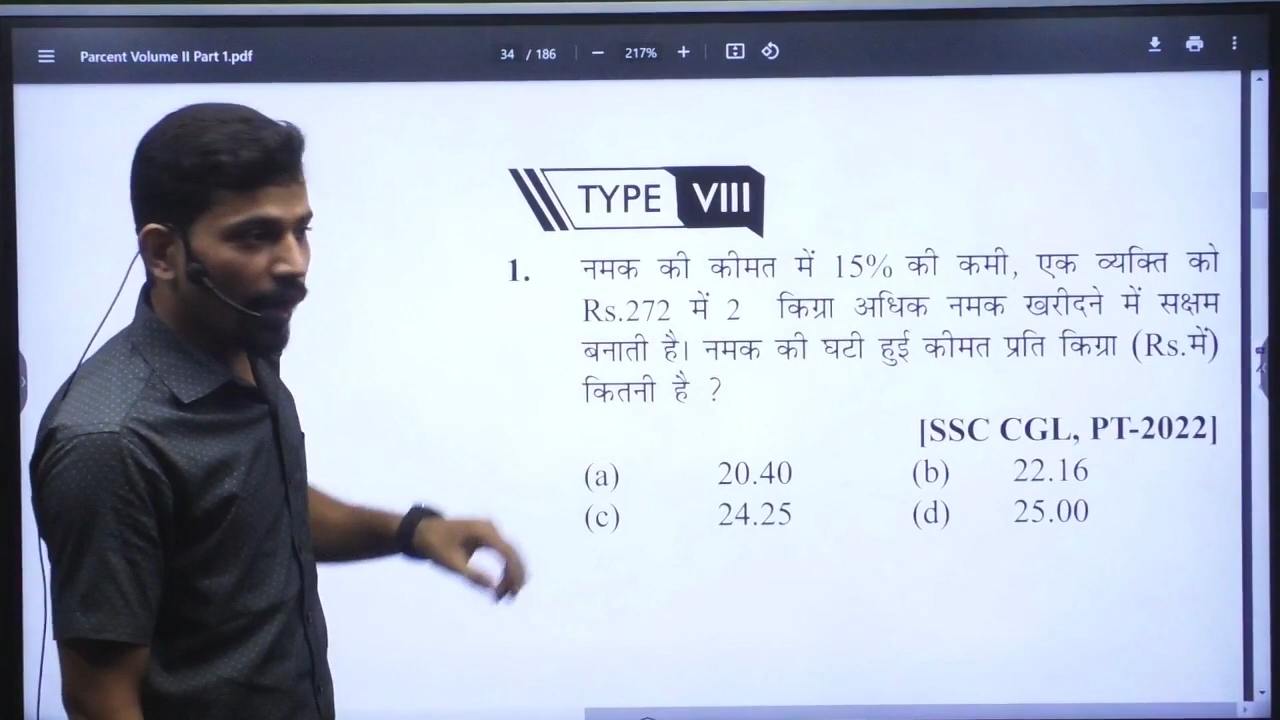 Parcent Volume II Part 1.pdf
34 / 186
217%
TYPE VIII
1. नमक की कीमत में 15% की कमी, एक व्यक्ति को
Rs.272 में 2 किग्रा अधिक नमक खरीदने में सक्षम
बनाती है। नमक की घटी हुई कीमत प्रति किग्रा (Rs.में)
कितनी है ?
[SSC CGL, PT-2022]
(a) 20.40 (b) 22.16
(c) 24.25 (d) 25.00